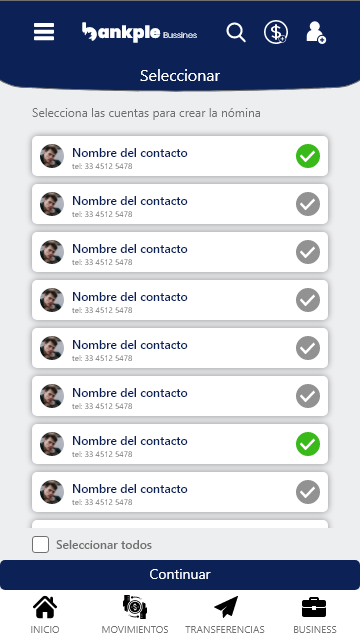 Bankple Bussines
Seleccionar
Selecciona las cuentas para crear la nómina
Nombre del contacto
tel: 33 4512 5478
Nombre del contacto
tel: 33 4512 5478
Nombre del contacto
tel: 33 4512 5478
Nombre del contacto
tel: 33 4512 5478
Nombre del contacto
tel: 33 4512 5478
Nombre del contacto
tel: 33 4512 5478
Nombre del contacto
tel: 33 4512 5478
Nombre del contacto
tel: 33 4512 5478
Seleccionar todos
Continuar
INICIO MOVIMIENTOS TRANSFERENCIAS BUSINESS